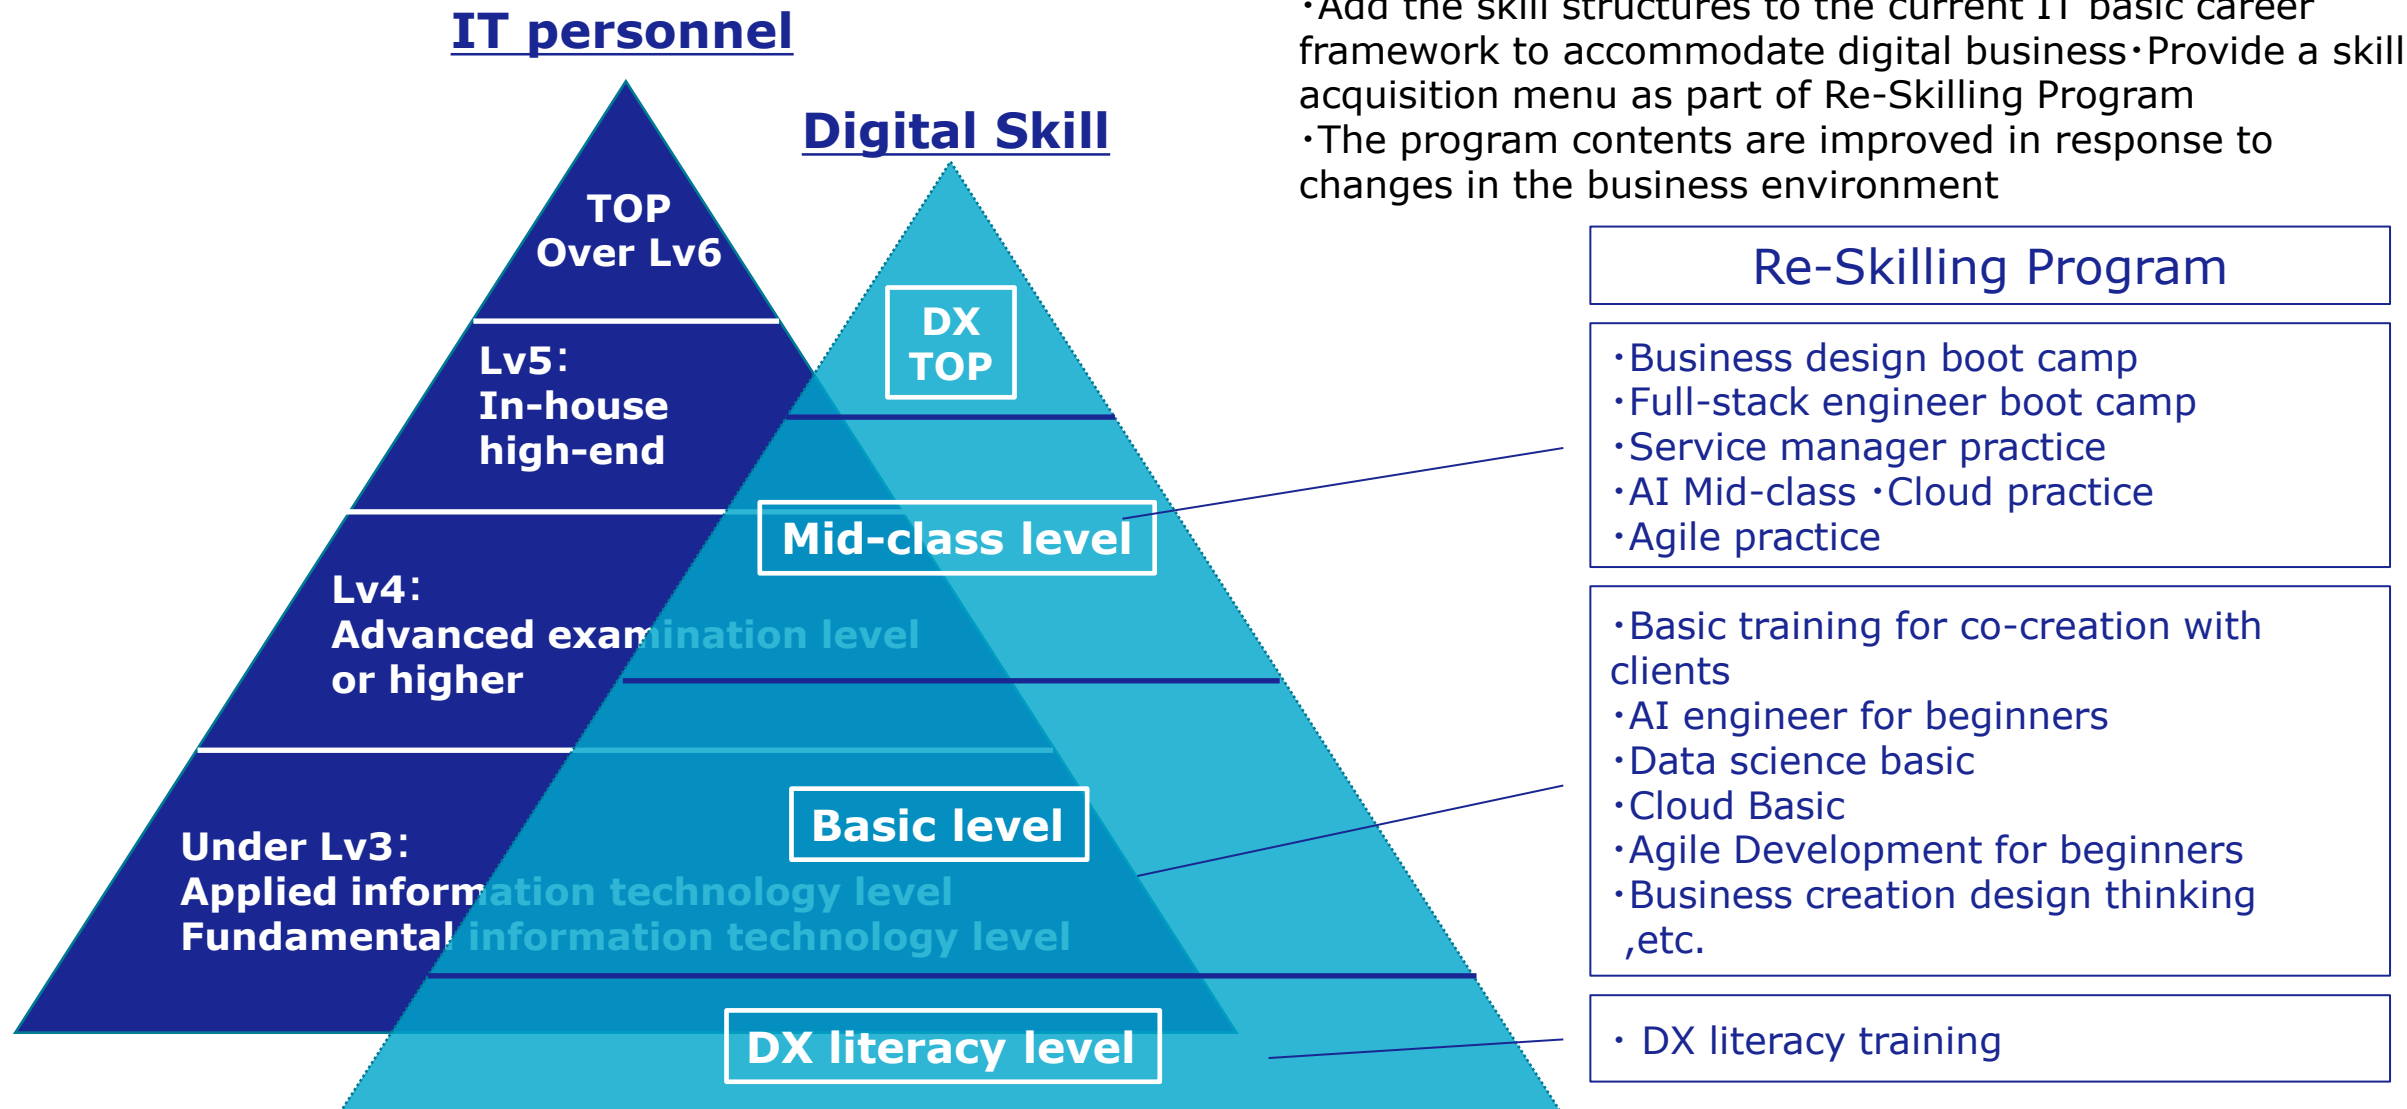 IT personnel
TOP
Over Lv6
Lv5：
In-house
high-end
Lv4：
Advanced examination level
or higher
Under Lv3：
Applied information technology level
Fundamental information technology level
Digital Skill
DX
TOP
Mid-class level
Basic level
DX literacy level
・Add the skill structures to the current IT basic career
framework to accommodate digital business・Provide a skill
acquisition menu as part of Re-Skilling Program
・The program contents are improved in response to
changes in the business environment
Re-Skilling Program
・Business design boot camp
・Full-stack engineer boot camp
・Service manager practice
・AI Mid-class ・Cloud practice
・Agile practice
・Basic training for co-creation with
clients
・AI engineer for beginners
・Data science basic
・Cloud Basic
・Agile Development for beginners
・Business creation design thinking
,etc.
・ DX literacy training